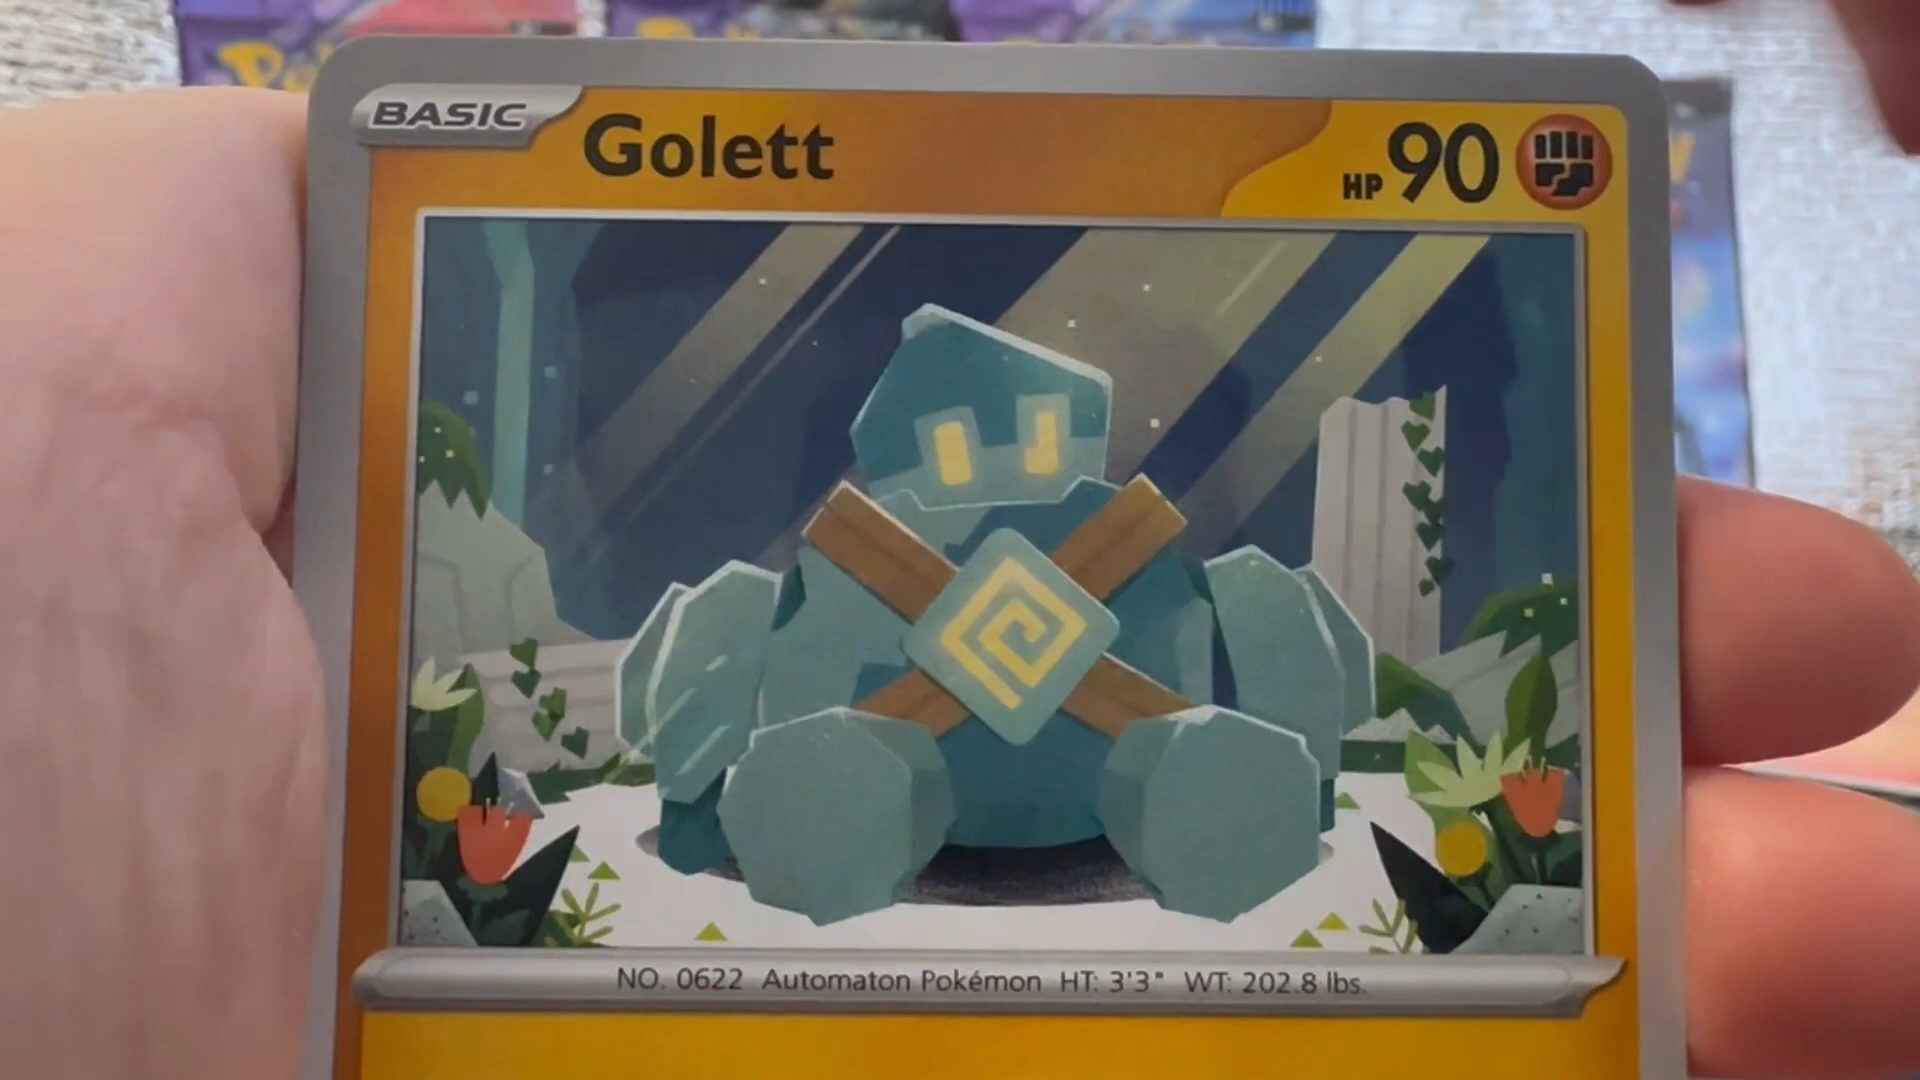 BASIC
Golett
HP 90
NO. 0622 Automaton Pokémon HT: 3'3" WT: 202.8 lbs.